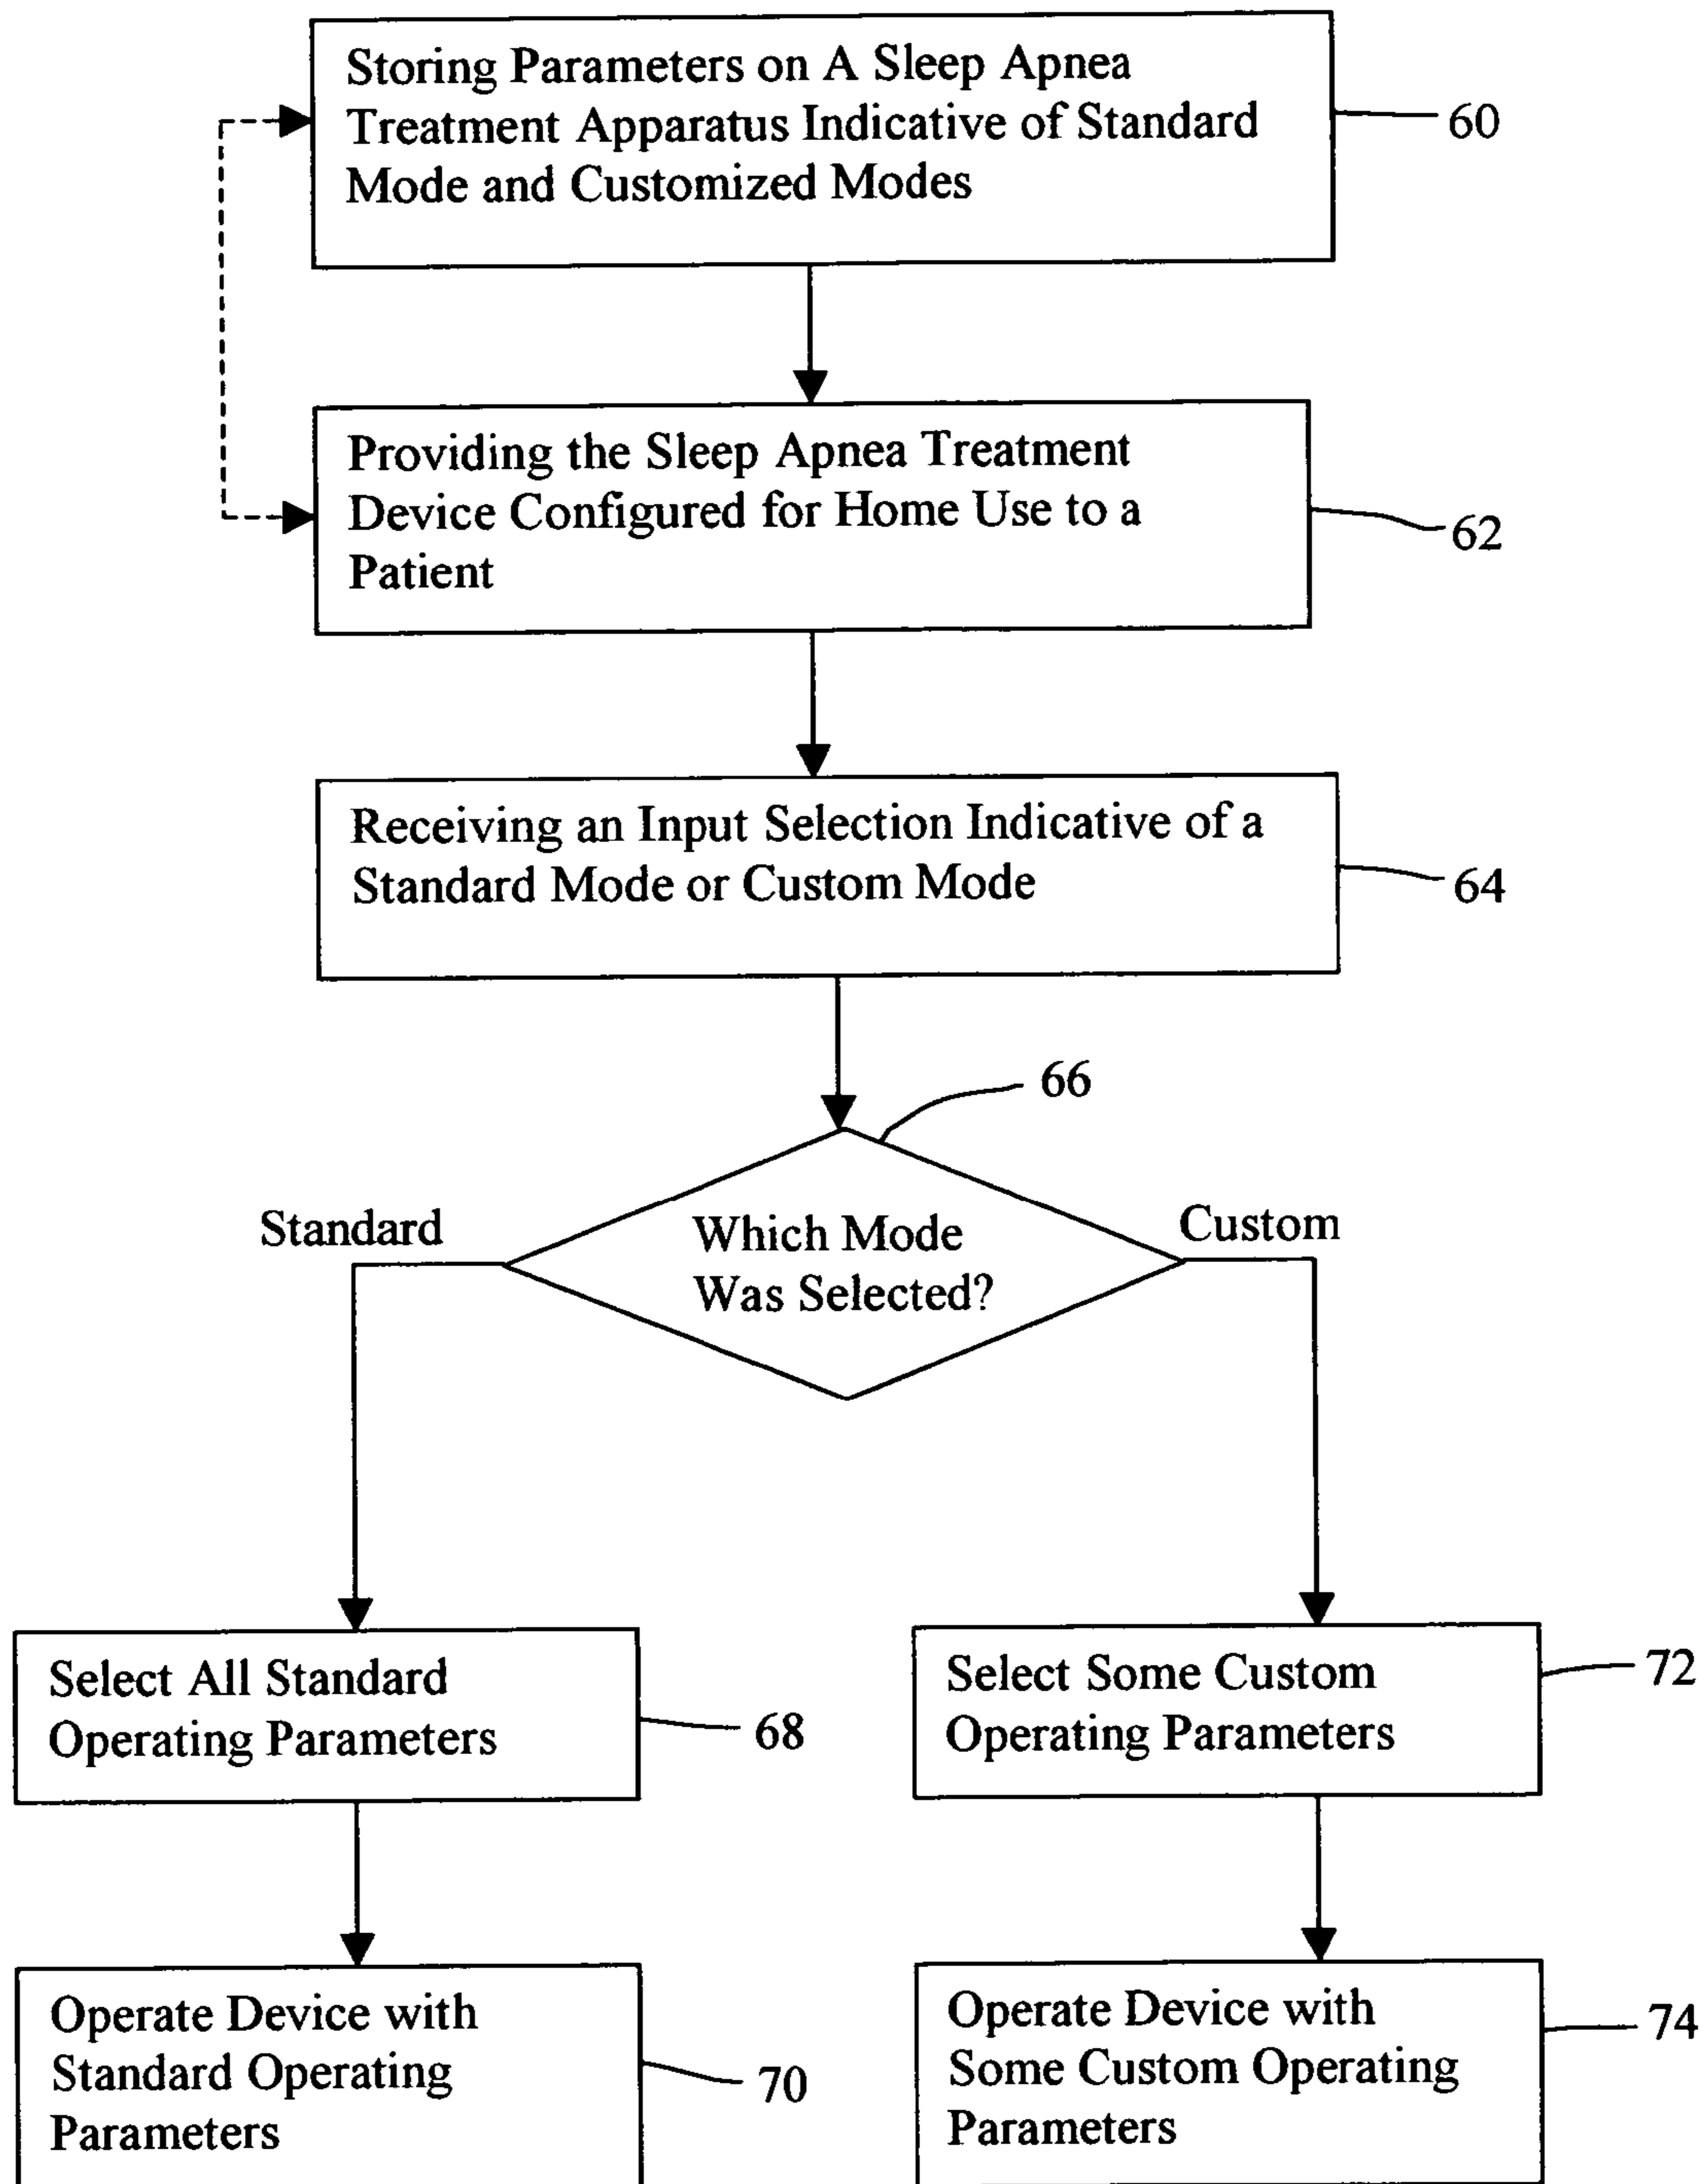 Storing Parameters on A Sleep Apnea
Treatment Apparatus Indicative of Standard
Mode and Customized Modes
60
Providing the Sleep Apnea Treatment
Device Configured for Home Use to a
Patient
62
Receiving an Input Selection Indicative of a
Standard Mode or Custom Mode
64
66
Standard
Which Mode
Was Selected?
Custom
Select All Standard
Operating Parameters
68
Select Some Custom
Operating Parameters
72
Operate Device with
Standard Operating
Parameters
70
Operate Device with
Some Custom Operating
Parameters
74